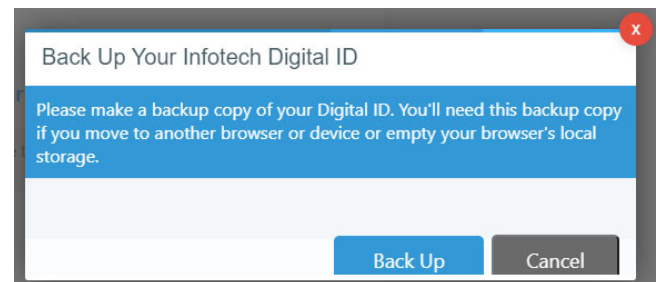 x
Back Up Your Infotech Digital ID
Please make a backup copy of your Digital ID. You'll need this backup copy
if you move to another browser or device or empty your browser's local
storage.
Back Up
Cancel